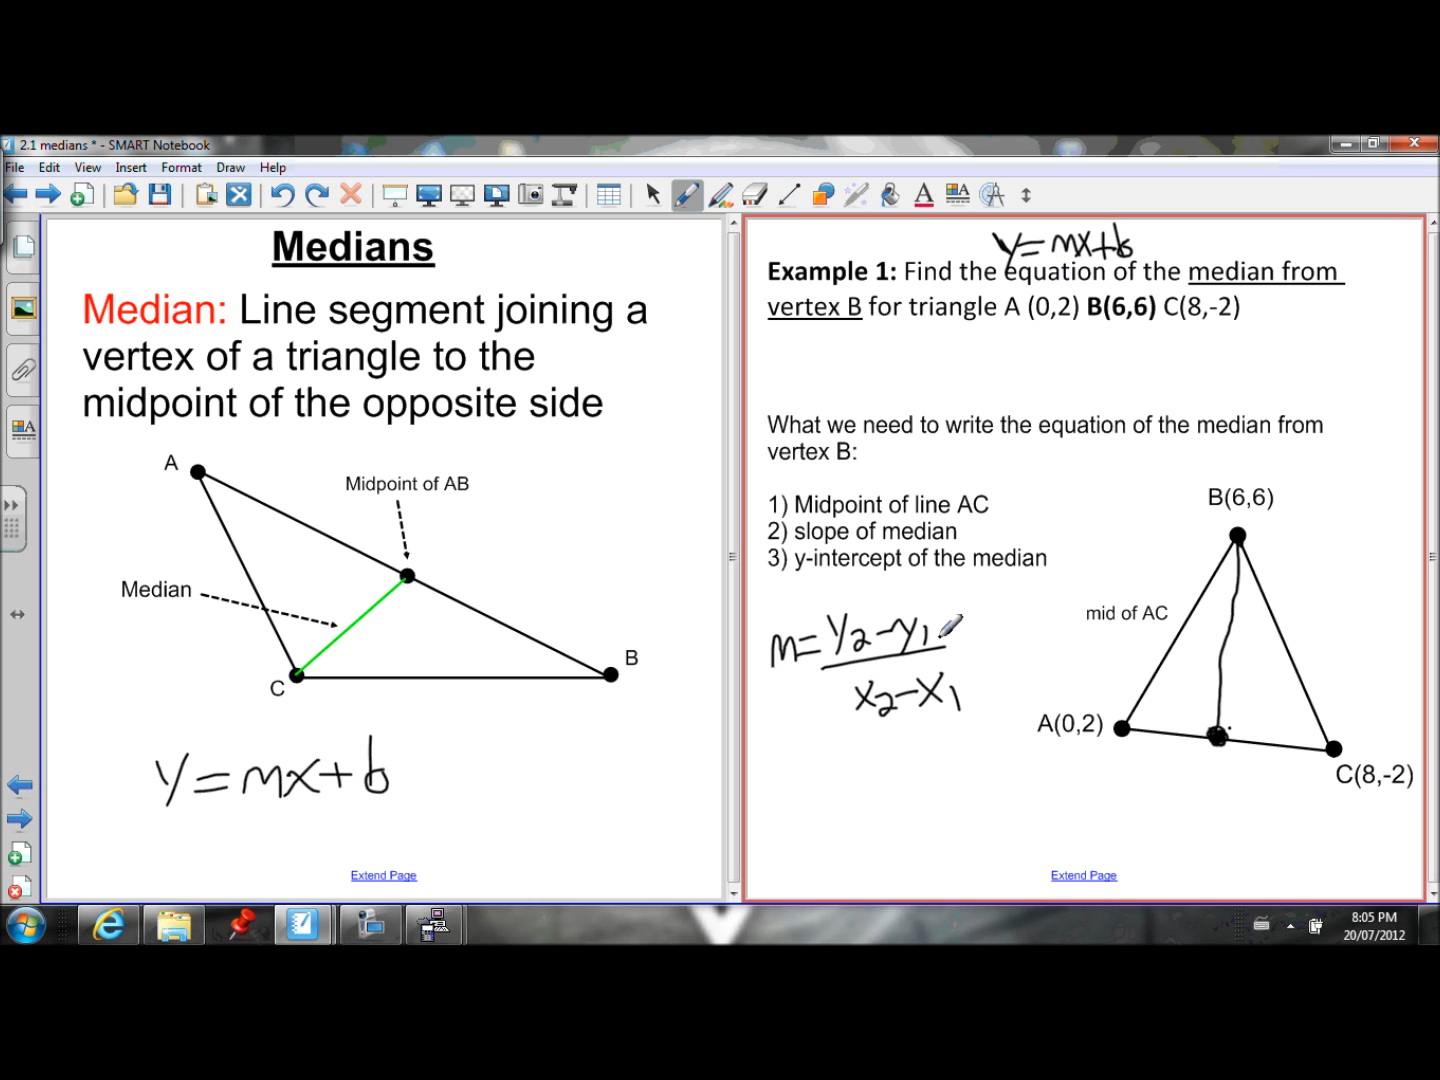 2.1 medians * - SMART Notebook
File Edit View Insert Format Draw Help
Medians
Median: Line segment joining a
vertex of a triangle to the
midpoint of the opposite side
A
Midpoint of AB
Median
B
C
y = mx + b
Extend Page
y = mx + b
Example 1: Find the equation of the median from
vertex B for triangle A (0,2) B(6,6) C(8,-2)
What we need to write the equation of the median from
vertex B:
1) Midpoint of line AC
2) slope of median
3) y-intercept of the median
B(6,6)
mid of AC
m = y2 - y1
x2 - x1
A(0,2)
C(8,-2)
Extend Page
8:05 PM
20/07/2012